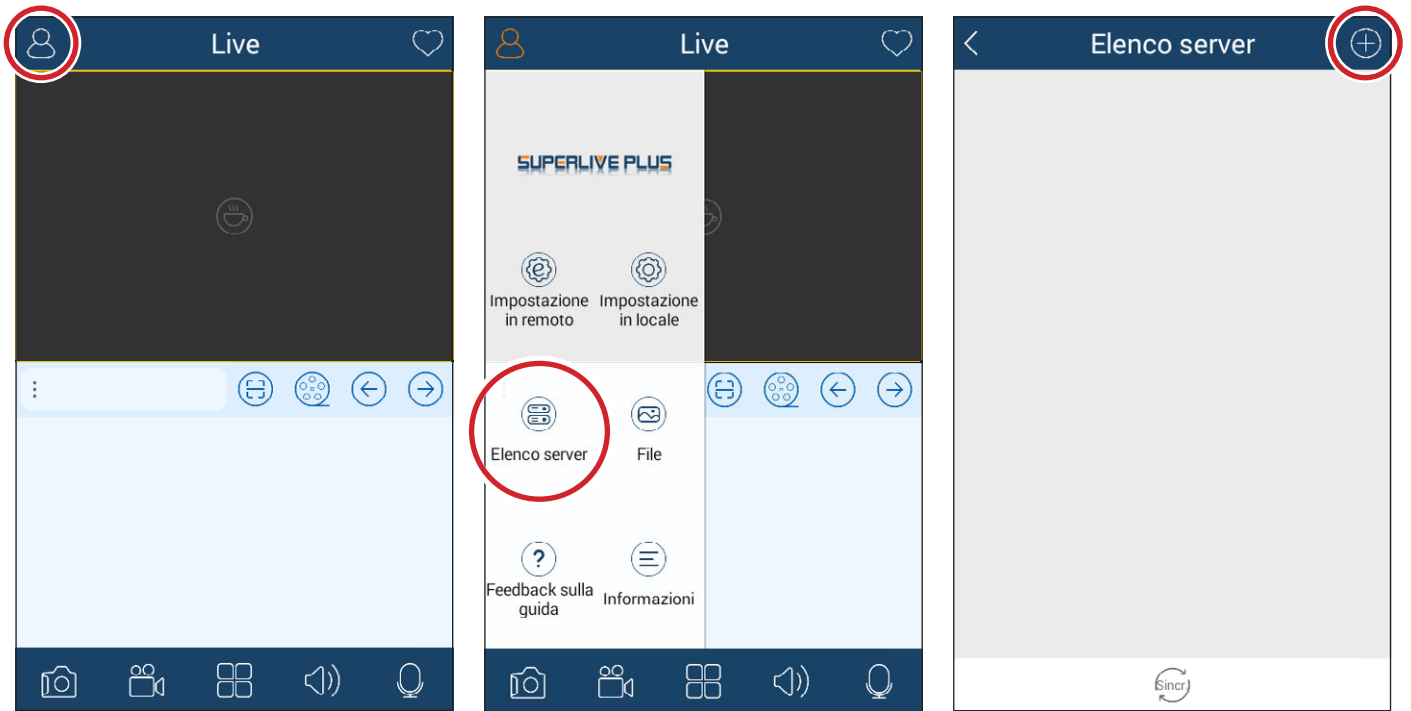 Live
Live
SUPERLIVE PLUS
Impostazione
in remoto
Impostazione
in locale
Elenco server
File
Feedback sulla
guida
Informazioni
Elenco server
Sincr.